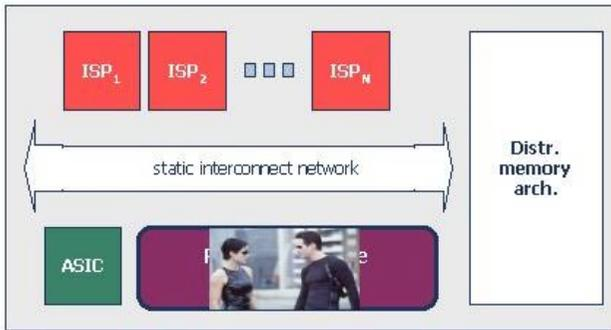 ISP1 ISP2 ISPN
Distr.
memory
arch.
static interconnect network
ASIC